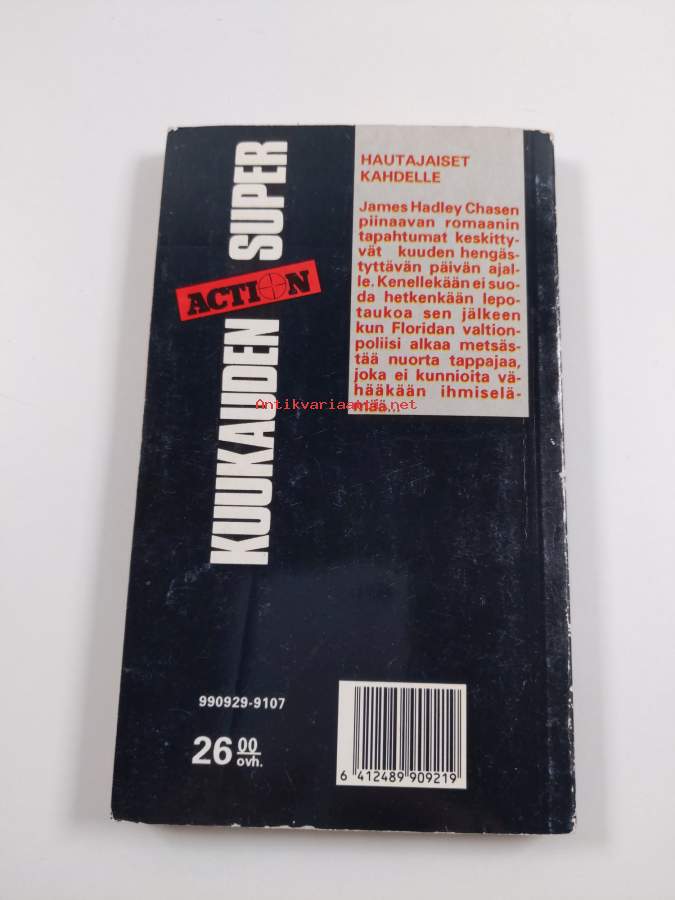 KUUKAUDEN SUPER
ACTION
HAUTAJAISET
KAHDELLE
James Hadley Chasen
piinaavan romaanin
tapahtumat keskitty-
vät kuuden hengäs-
tyttävän päivän ajal-
le. Kenellekään ei suo-
da hetkenkään lepo-
taukoa sen jälkeen
kun Floridan valtion-
poliisi alkaa metsäs-
tää nuorta tappajaa,
joka ei kunnioita vä-
hääkään ihmiselä-
mää...
Antikvariaatti.net
990929-9107
26 00 ovh.
6 412489 909219